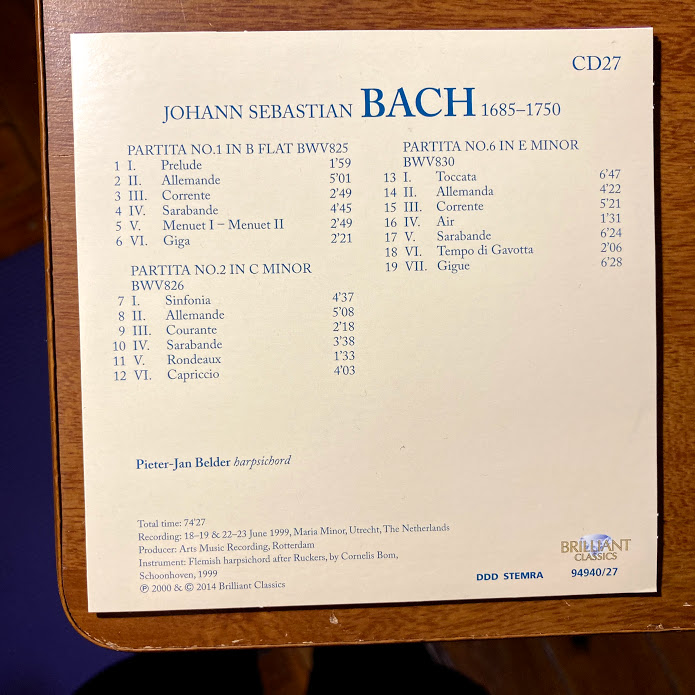 CD27
JOHANN SEBASTIAN BACH 1685–1750
PARTITA NO.1 IN B FLAT BWV825
1 I. Prelude 1'59
2 II. Allemande 5'01
3 III. Corrente 2'49
4 IV. Sarabande 4'45
5 V. Menuet I – Menuet II 2'49
6 VI. Giga 2'21
PARTITA NO.2 IN C MINOR
BWV826
7 I. Sinfonia 4'37
8 II. Allemande 5'08
9 III. Courante 2'18
10 IV. Sarabande 3'38
11 V. Rondeaux 1'33
12 VI. Capriccio 4'03
PARTITA NO.6 IN E MINOR
BWV830
13 I. Toccata 6'47
14 II. Allemanda 4'22
15 III. Corrente 5'21
16 IV. Air 1'31
17 V. Sarabande 6'24
18 VI. Tempo di Gavotta 2'06
19 VII. Gigue 6'28
Pieter-Jan Belder harpsichord
Total time: 74'27
Recording: 18–19 & 22–23 June 1999, Maria Minor, Utrecht, The Netherlands
Producer: Arts Music Recording, Rotterdam
Instrument: Flemish harpsichord after Ruckers, by Cornelis Bom,
Schoonhoven, 1999
℗ 2000 & © 2014 Brilliant Classics
BRILLIANT
CLASSICS
DDD STEMRA 94940/27